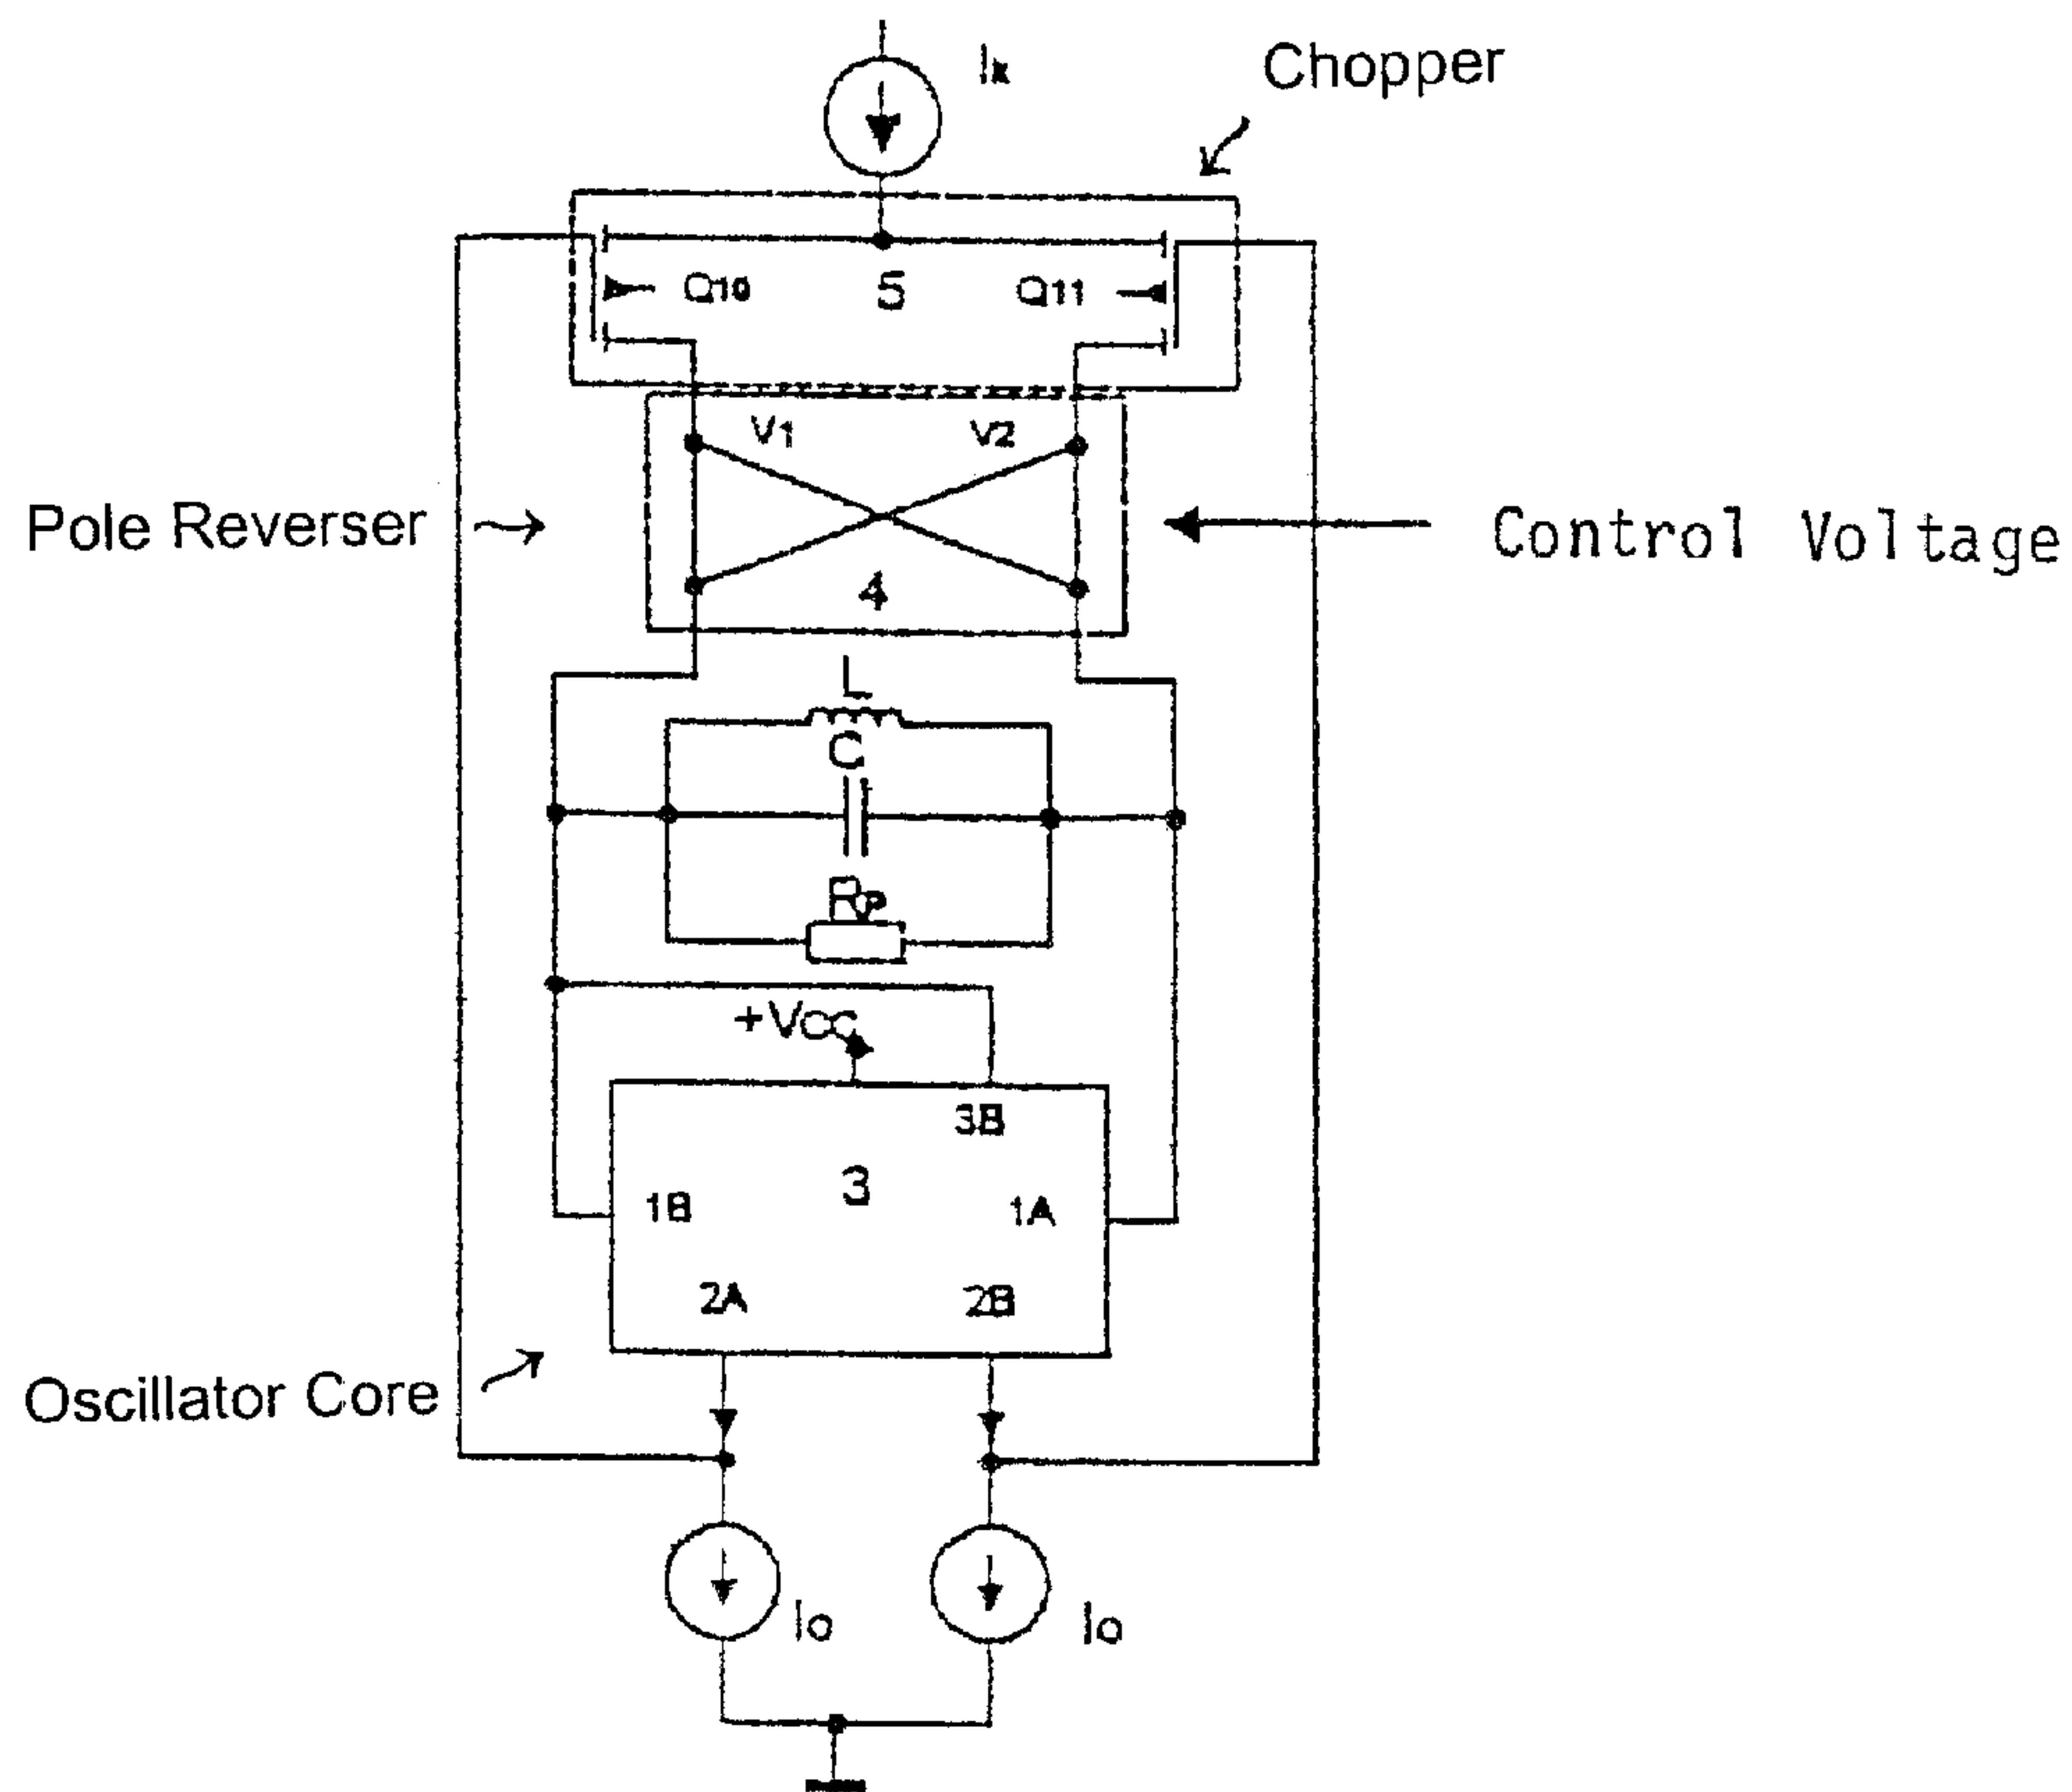 Ix
Chopper
Q10
5
Q11
V1
V2
Pole Reverser
Control Voltage
4
L
C
Rp
+Vcc
3B
3
1B
1A
2A
2B
Oscillator Core
Io
Io